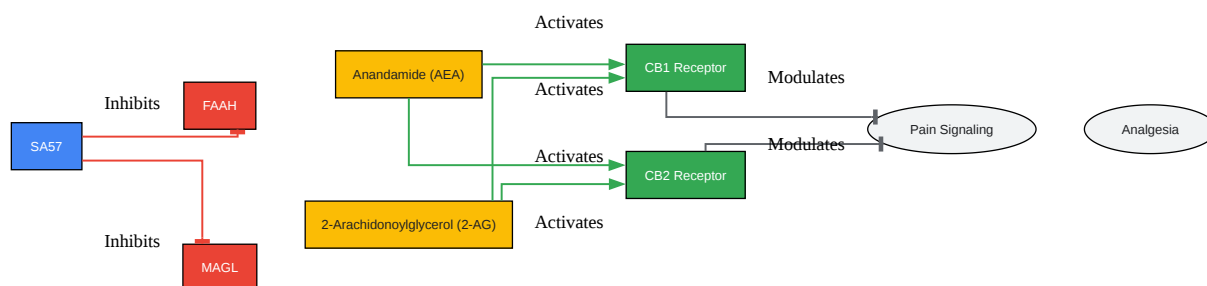 Activates
Anandamide (AEA)
CB1 Receptor
Modulates
Inhibits
FAAH
Activates
SA57
Pain Signaling
Analgesia
Modulates
Activates
CB2 Receptor
2-Arachidonoylglycerol (2-AG)
Activates
Inhibits
MAGL